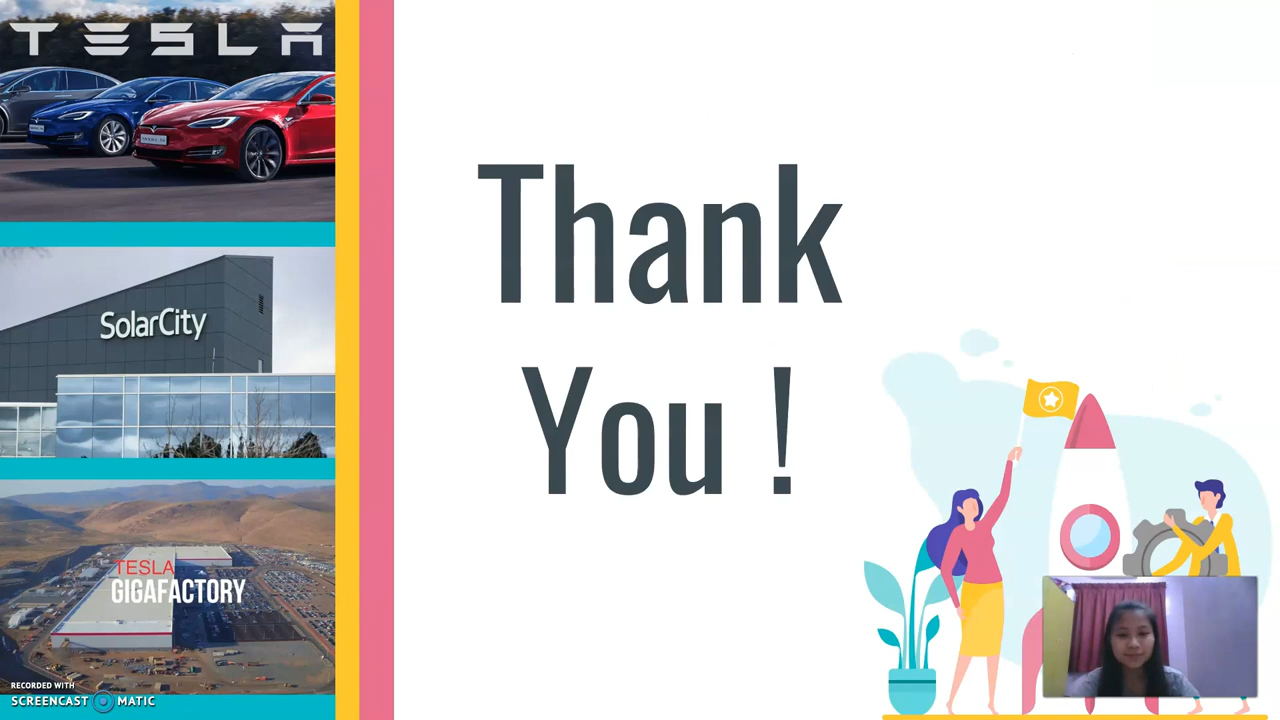 TESLA
SolarCity
TESLA
GIGAFACTORY
RECORDED WITH
SCREENCAST MATIC
Thank
You !